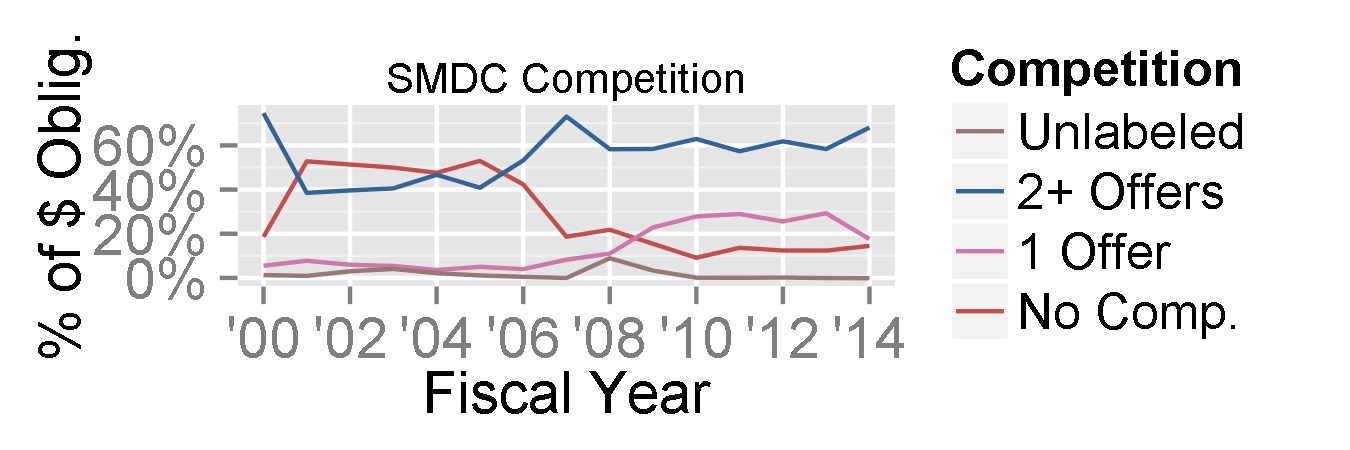 SMDC Competition
% of $ Oblig.
60%
40%
20%
0%
'00 '02 '04 '06 '08 '10 '12 '14
Fiscal Year
Competition
Unlabeled
2+ Offers
1 Offer
No Comp.